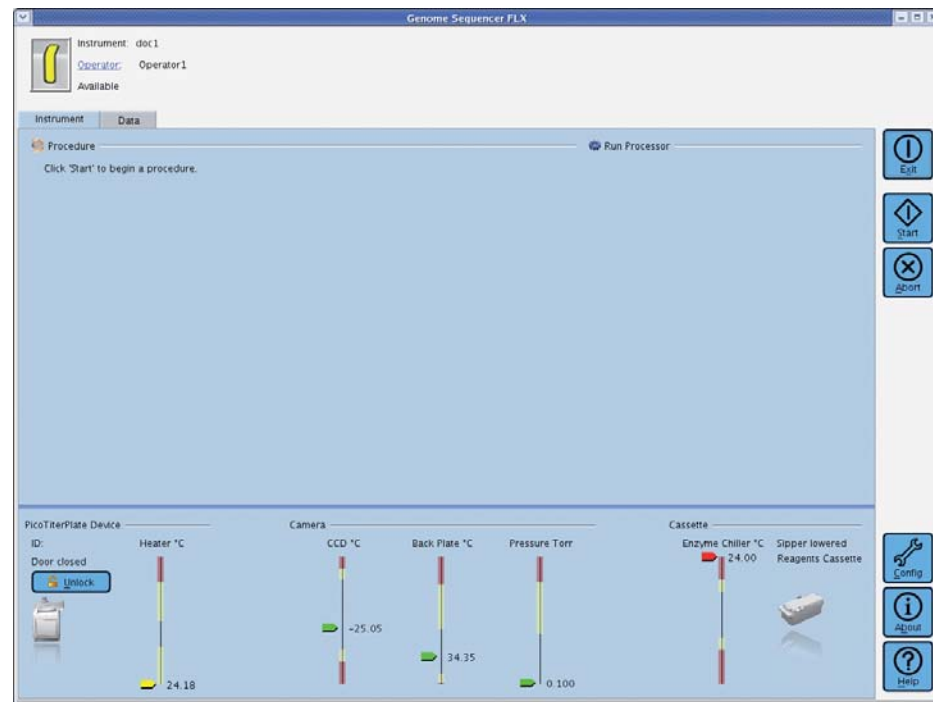 Genome Sequencer FLX
Instrument: doc1
Operator: Operator1
Available
Instrument Data
Procedure
Run Processor
Click 'Start' to begin a procedure.
Exit
Start
Abort
PicoTiterPlate Device
Camera
Cassette
ID:
Heater °C
CCD °C
Back Plate °C
Pressure Torr
Enzyme Chiller °C
Sipper lowered
Door closed
24.00
Reagents Cassette
Unlock
-25.05
34.35
24.18
0.100
Config
About
Help